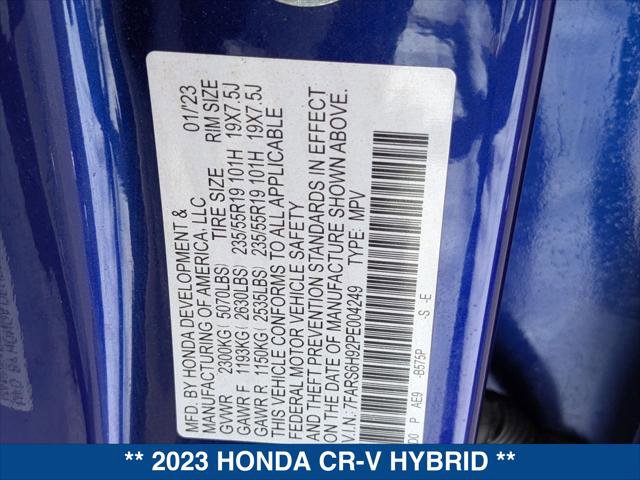 MFD. BY HONDA DEVELOPMENT & 01/'23
MANUFACTURING OF AMERICA, LLC
GVWR 2300KG( 5070LBS) TIRE SIZE RIM SIZE
GAWR F 1193KG( 2630LBS) 235/55R19 101H 19X7.5J
GAWR R 1150KG( 2535LBS) 235/55R19 101H 19X7.5J
THIS VEHICLE CONFORMS TO ALL APPLICABLE
FEDERAL MOTOR VEHICLE SAFETY
AND THEFT PREVENTION STANDARDS IN EFFECT
ON THE DATE OF MANUFACTURE SHOWN ABOVE.
V.I.N.: 7FARS6H92PE004249 TYPE: MPV
P AE9 -B575P -S -E
** 2023 HONDA CR-V HYBRID **